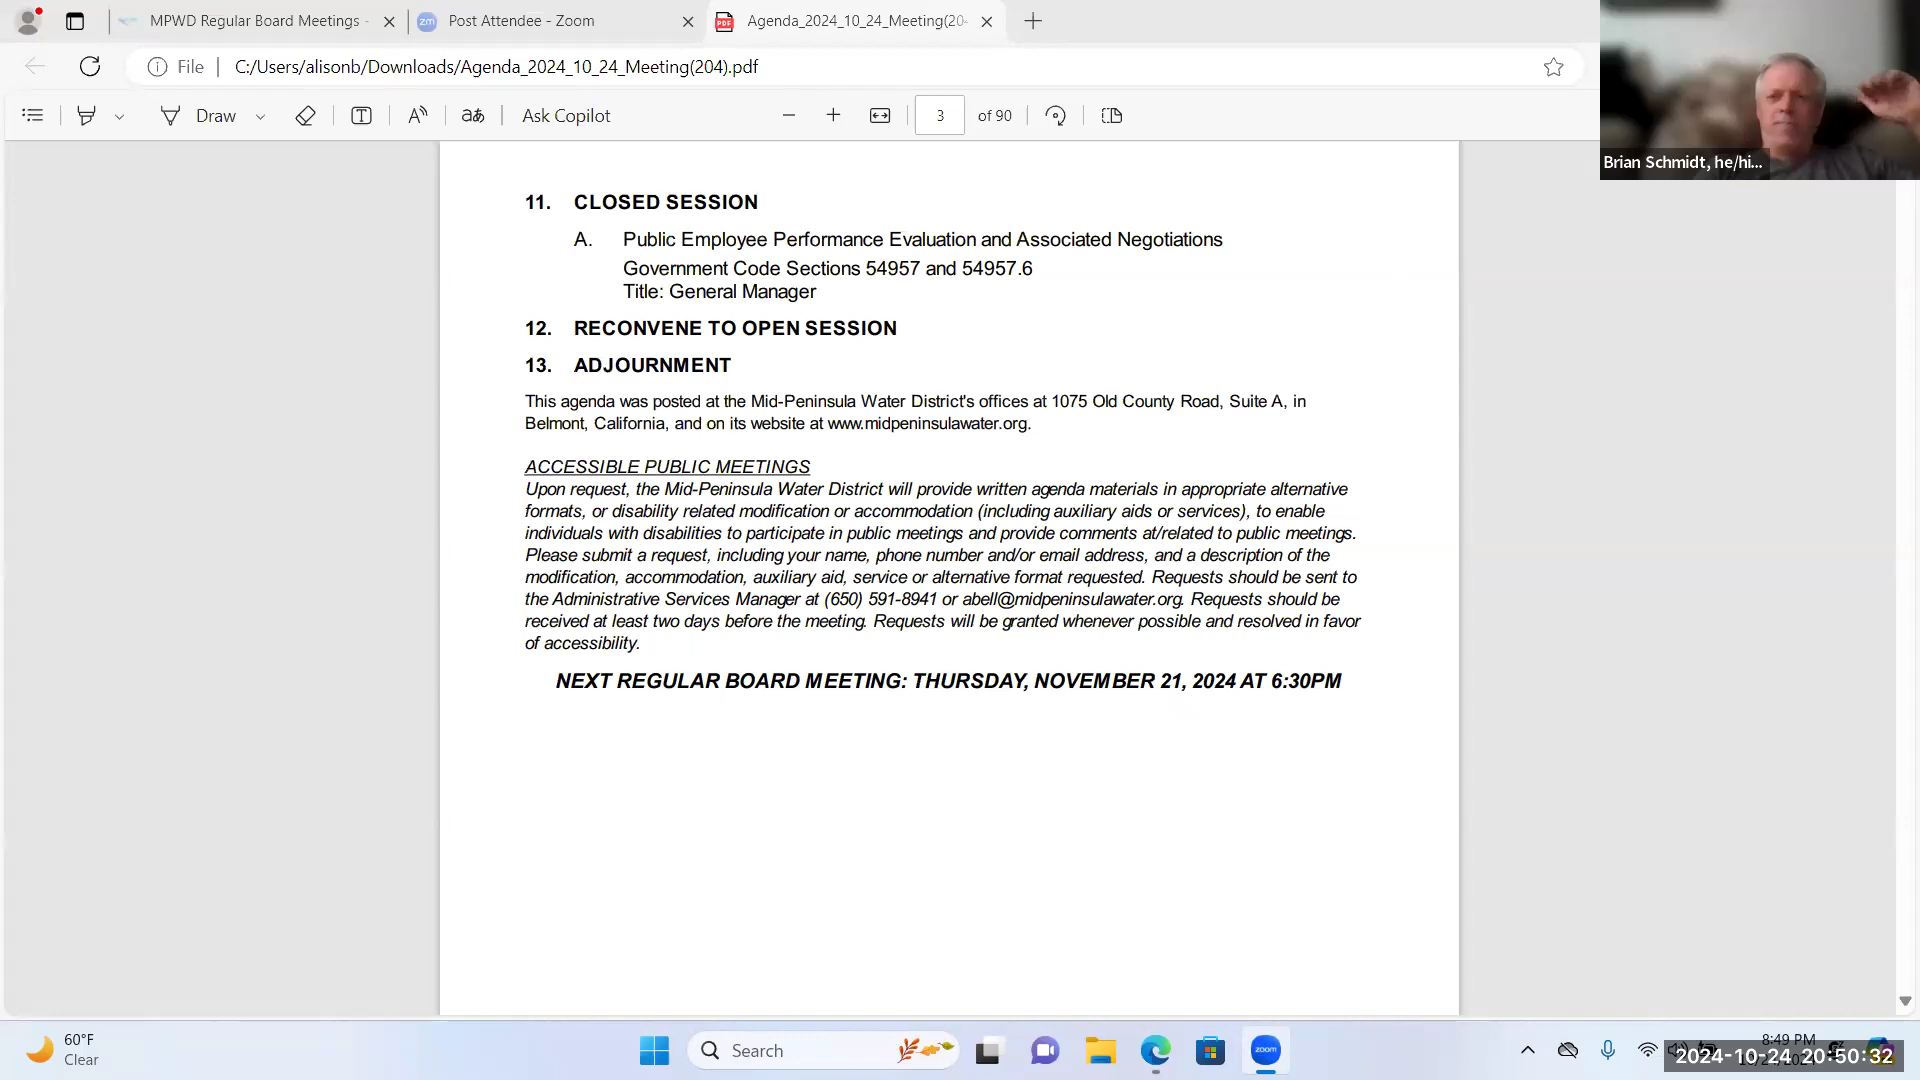 MPWD Regular Board Meetings -
Post Attendee - Zoom
Agenda_2024_10_24_Meeting(20
File
C:/Users/alisonb/Downloads/Agenda_2024_10_24_Meeting(204).pdf
Draw
Ask Copilot
3 of 90
Brian Schmidt, he/hi...
11. CLOSED SESSION
A. Public Employee Performance Evaluation and Associated Negotiations
Government Code Sections 54957 and 54957.6
Title: General Manager
12. RECONVENE TO OPEN SESSION
13. ADJOURNMENT
This agenda was posted at the Mid-Peninsula Water District's offices at 1075 Old County Road, Suite A, in
Belmont, California, and on its website at www.midpeninsulawater.org.
ACCESSIBLE PUBLIC MEETINGS
Upon request, the Mid-Peninsula Water District will provide written agenda materials in appropriate alternative
formats, or disability related modification or accommodation (including auxiliary aids or services), to enable
individuals with disabilities to participate in public meetings and provide comments at/related to public meetings.
Please submit a request, including your name, phone number and/or email address, and a description of the
modification, accommodation, auxiliary aid, service or alternative format requested. Requests should be sent to
the Administrative Services Manager at (650) 591-8941 or abell@midpeninsulawater.org. Requests should be
received at least two days before the meeting. Requests will be granted whenever possible and resolved in favor
of accessibility.
NEXT REGULAR BOARD MEETING: THURSDAY, NOVEMBER 21, 2024 AT 6:30PM
60°F
Clear
Search
zoom
8:49 PM
2024-10-24 20:50:32